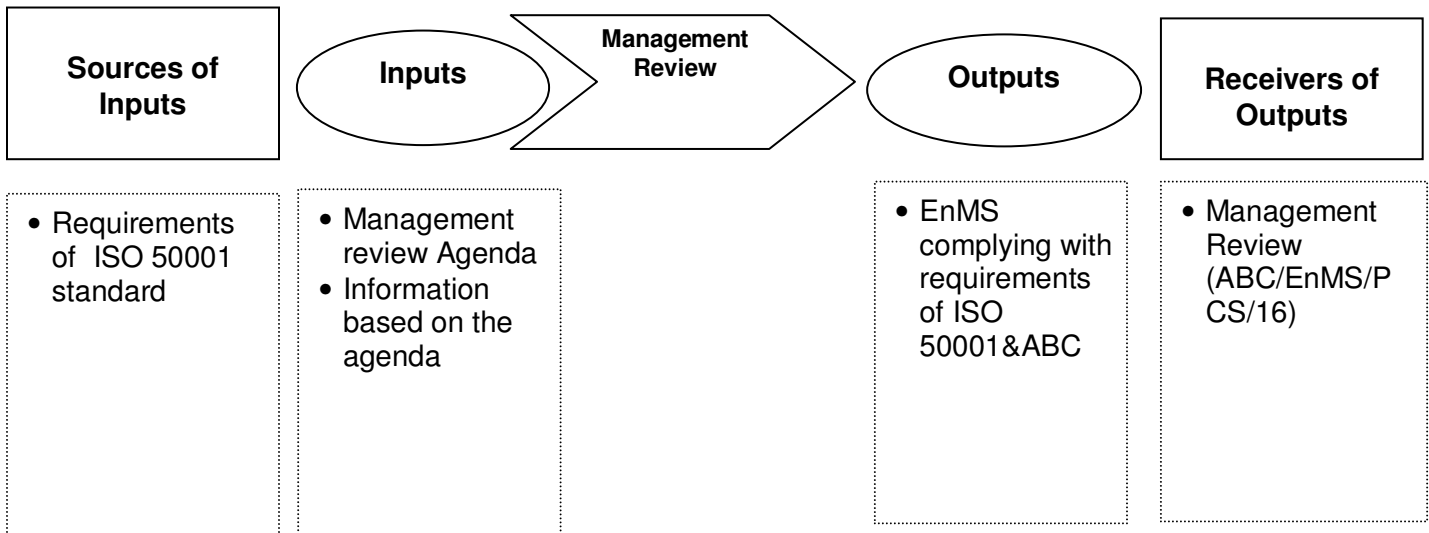 Sources of
Inputs
Inputs
Management
Review
Outputs
Receivers of
Outputs
• Requirements
of ISO 50001
standard
• Management
review Agenda
• Information
based on the
agenda
• EnMS
complying with
requirements
of ISO
50001&ABC
• Management
Review
(ABC/EnMS/P
CS/16)